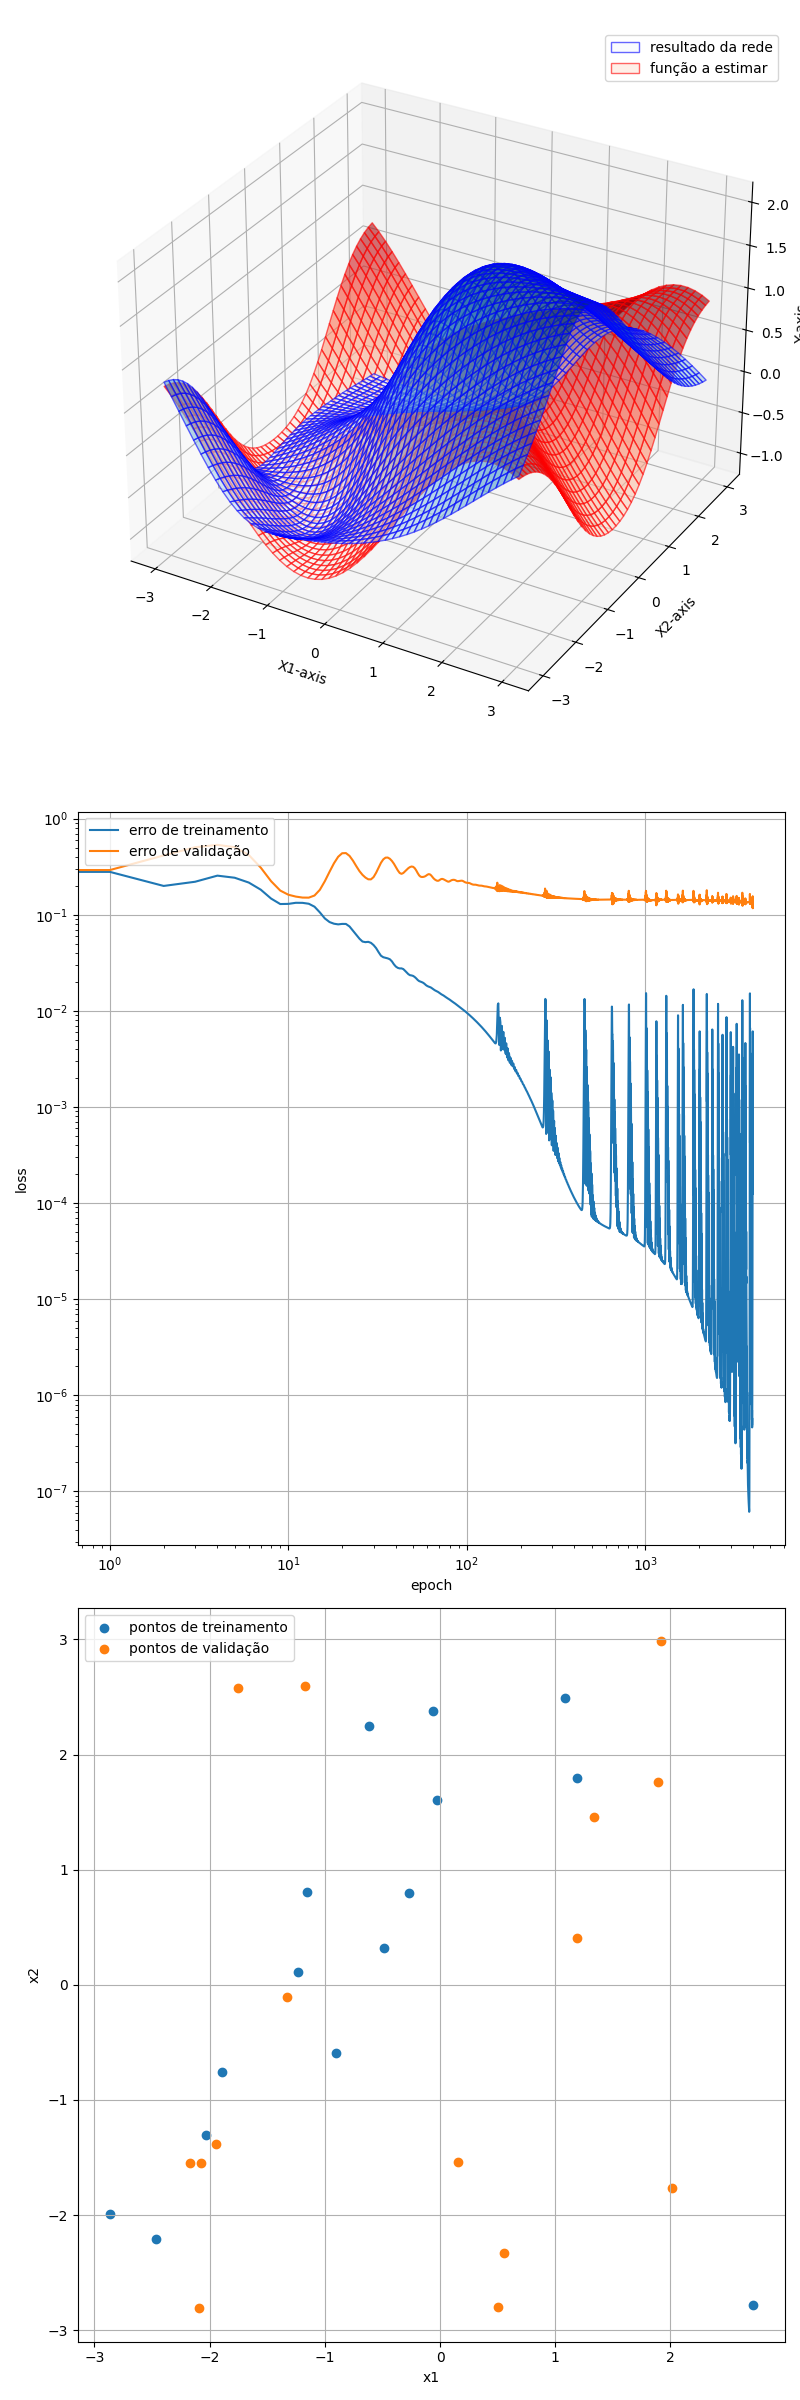 resultado da rede
função a estimar
2.0
1.5
1.0
0.5
0.0
−0.5
−1.0
−3
−2
−1
0
1
2
3
X1-axis
−3
−2
−1
0
1
2
3
X2-axis
erro de treinamento
erro de validação
10⁰
10⁻¹
10⁻²
10⁻³
10⁻⁴
10⁻⁵
10⁻⁶
10⁻⁷
loss
10⁰ 10¹ 10² 10³
epoch
pontos de treinamento
pontos de validação
3
2
1
0
−1
−2
−3
x2
−3 −2 −1 0 1 2
x1